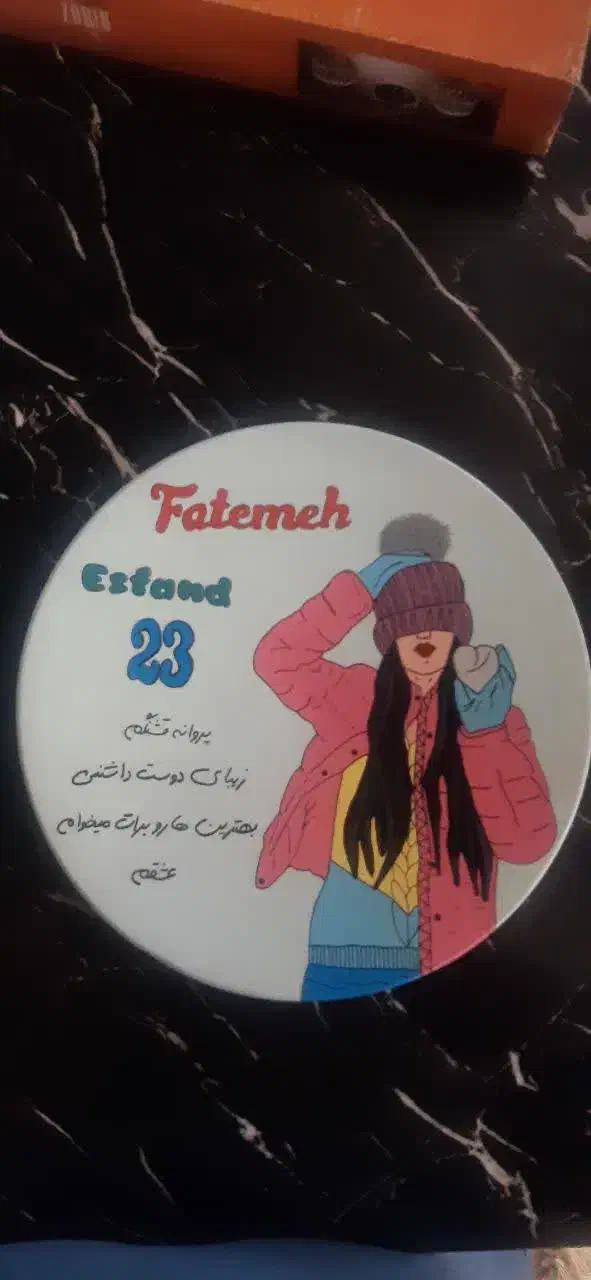 Fatemeh
Esfand
23
پروانه قشنگم
زیبای دوست داشتنی
بهترین هارو برات میخوام
عشقم